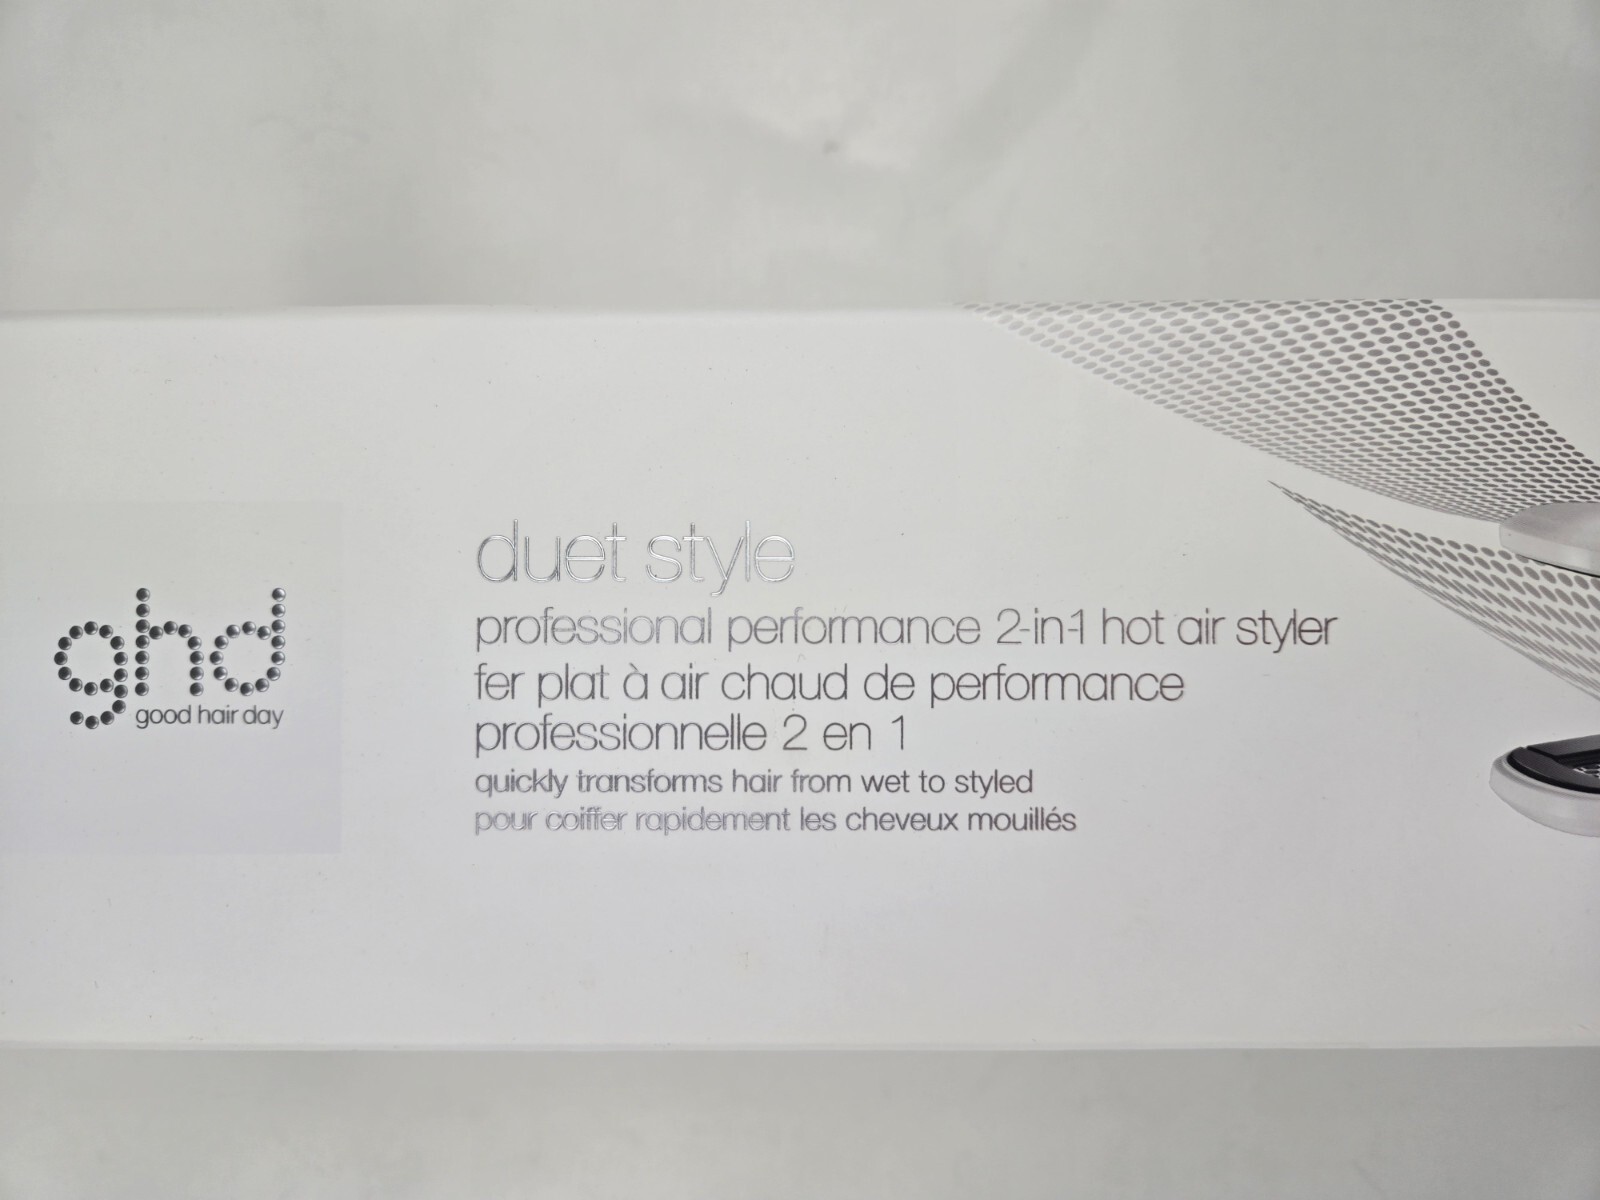 ghd
good hair day
duet style
professional performance 2-in-1 hot air styler
fer plat à air chaud de performance
professionnelle 2 en 1
quickly transforms hair from wet to styled
pour coiffer rapidement les cheveux mouillés